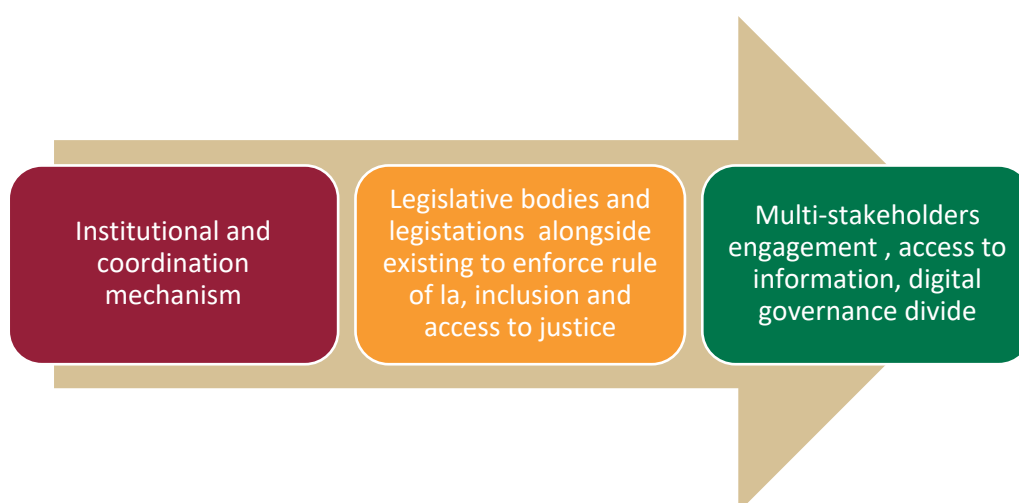 Institutional and
coordination
mechanism
Legislative bodies and
legistations alongside
existing to enforce rule
of la, inclusion and
access to justice
Multi-stakeholders
engagement , access to
information, digital
governance divide